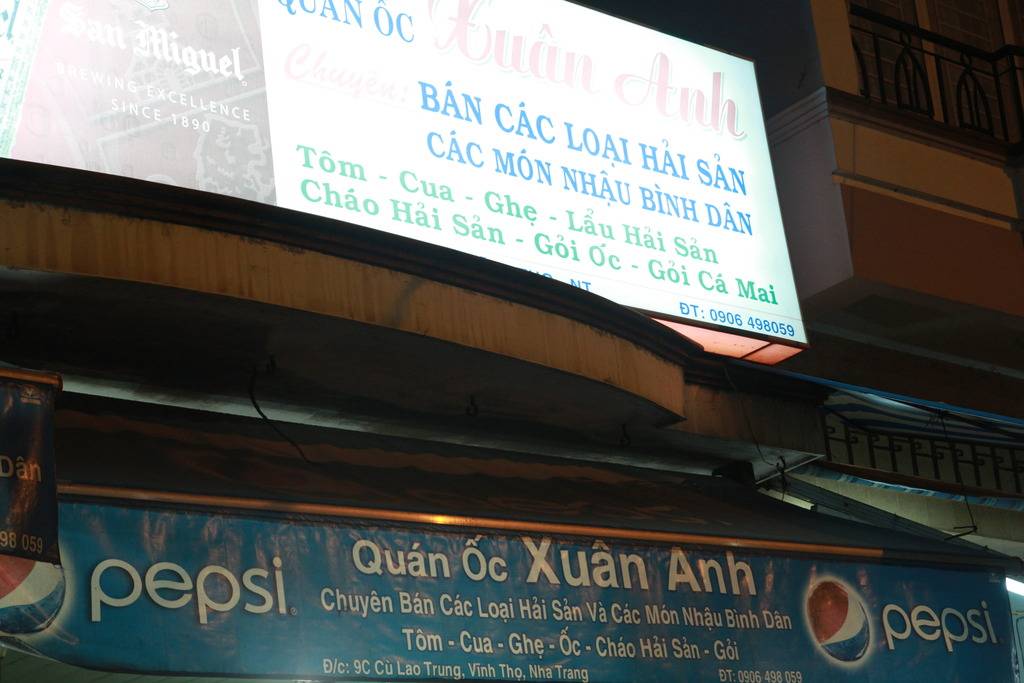 San Miguel
BREWING EXCELLENCE
SINCE 1890
QUÁN ỐC Xuân Anh
Chuyên:
BÁN CÁC LOẠI HẢI SẢN
CÁC MÓN NHẬU BÌNH DÂN
Tôm - Cua - Ghẹ - Lẩu Hải Sản
Cháo Hải Sản - Gỏi Ốc - Gỏi Cá Mai
NT
ĐT: 0906 498059
Dân
98 059
pepsi
Quán Ốc Xuân Anh
Chuyên Bán Các Loại Hải Sản Và Các Món Nhậu Bình Dân
Tôm - Cua - Ghẹ - Ốc - Cháo Hải Sản - Gỏi
Đ/c: 9C Cù Lao Trung, Vĩnh Thọ, Nha Trang
ĐT: 0906 498 059
pepsi